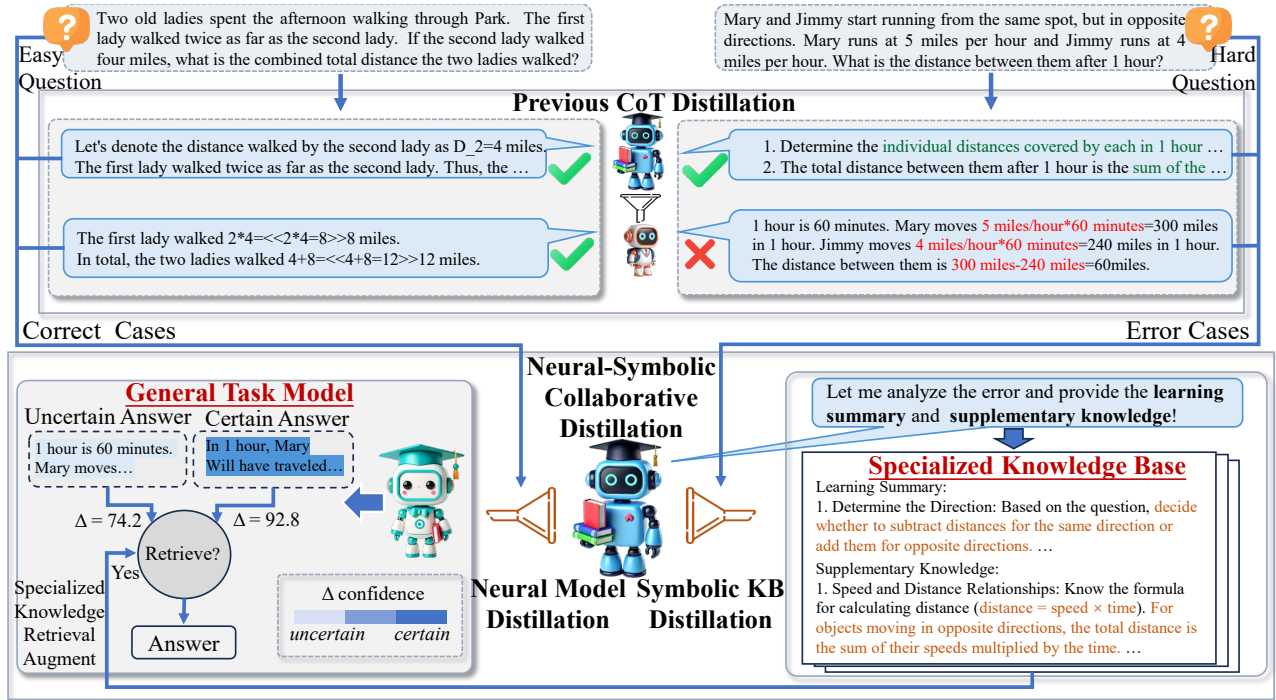 Two old ladies spent the afternoon walking through Park. The first
lady walked twice as far as the second lady. If the second lady walked
four miles, what is the combined total distance the two ladies walked?
Easy
Question
Mary and Jimmy start running from the same spot, but in opposite
directions. Mary runs at 5 miles per hour and Jimmy runs at 4
miles per hour. What is the distance between them after 1 hour?
Hard
Question
Previous CoT Distillation
Let's denote the distance walked by the second lady as D_2=4 miles.
The first lady walked twice as far as the second lady. Thus, the …
1. Determine the individual distances covered by each in 1 hour …
2. The total distance between them after 1 hour is the sum of the …
The first lady walked 2*4=<<2*4=8>>8 miles.
In total, the two ladies walked 4+8=<<4+8=12>>12 miles.
1 hour is 60 minutes. Mary moves 5 miles/hour*60 minutes=300 miles
in 1 hour. Jimmy moves 4 miles/hour*60 minutes=240 miles in 1 hour.
The distance between them is 300 miles-240 miles=60miles.
Correct Cases
Error Cases
General Task Model
Uncertain Answer
Certain Answer
1 hour is 60 minutes.
Mary moves…
In 1 hour, Mary
Will have traveled…
Δ = 74.2
Δ = 92.8
Retrieve?
Yes
Specialized
Knowledge
Retrieval
Augment
Answer
Δ confidence
uncertain
certain
Neural-Symbolic
Collaborative
Distillation
Neural Model
Distillation
Symbolic KB
Distillation
Let me analyze the error and provide the learning
summary and supplementary knowledge!
Specialized Knowledge Base
Learning Summary:
1. Determine the Direction: Based on the question, decide
whether to subtract distances for the same direction or
add them for opposite directions. …
Supplementary Knowledge:
1. Speed and Distance Relationships: Know the formula
for calculating distance (distance = speed × time). For
objects moving in opposite directions, the total distance is
the sum of their speeds multiplied by the time. …